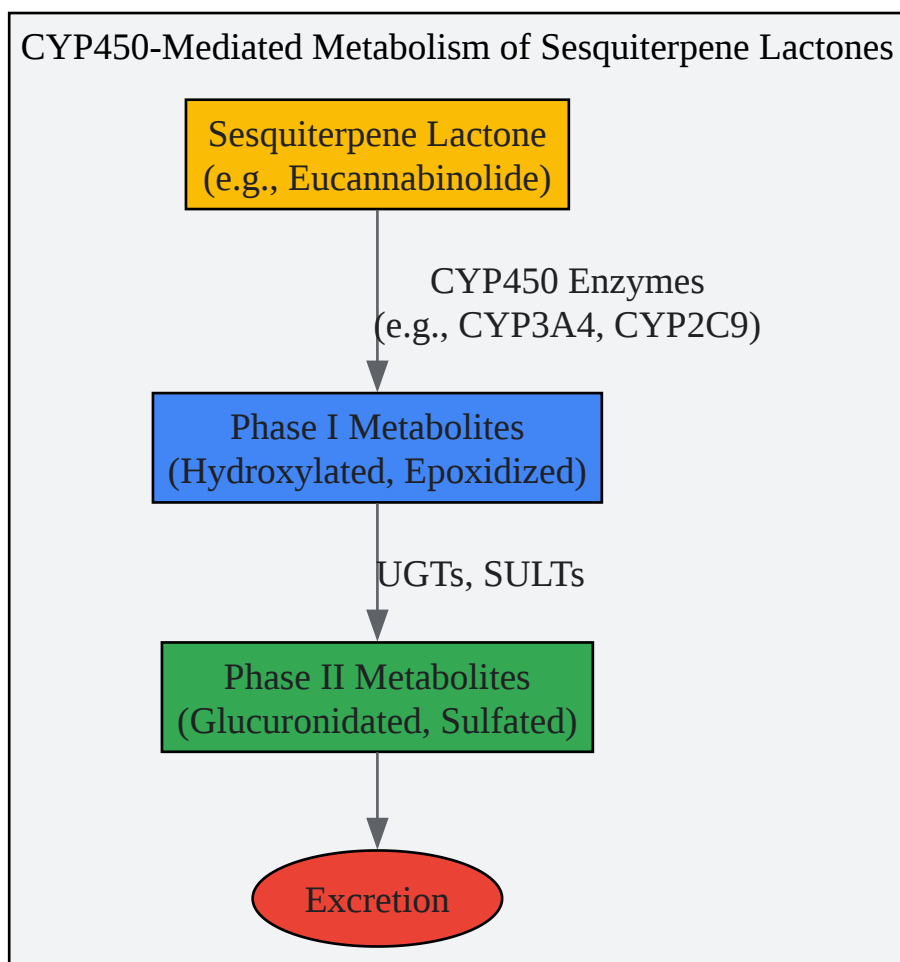 CYP450-Mediated Metabolism of Sesquiterpene Lactones
Sesquiterpene Lactone
(e.g., Eucannabinolide)
CYP450 Enzymes
(e.g., CYP3A4, CYP2C9)
Phase I Metabolites
(Hydroxylated, Epoxidized)
UGTs, SULTs
Phase II Metabolites
(Glucuronidated, Sulfated)
Excretion